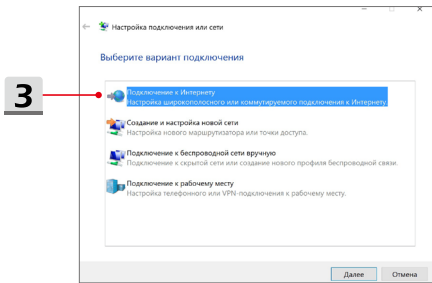 Настройка подключения или сети
Выберите вариант подключения
3
Подключение к Интернету
Настройка широкополосного или коммутируемого подключения к Интернету.
Создание и настройка новой сети
Настройка нового маршрутизатора или точки доступа.
Подключение к беспроводной сети вручную
Подключение к скрытой сети или создание нового профиля беспроводной связи.
Подключение к рабочему месту
Настройка телефонного или VPN-подключения к рабочему месту.
Далее Отмена